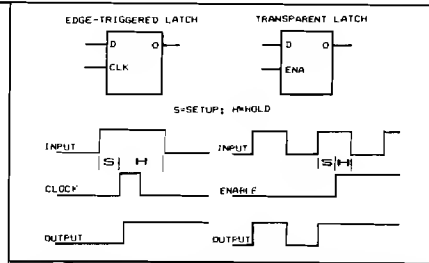 EDGE-TRIGGERED LATCH TRANSPARENT LATCH
D O D O
CLK ENA
S=SETUP; H=HOLD
INPUT INPUT
S H S H
CLOCK ENABLE
OUTPUT OUTPUT